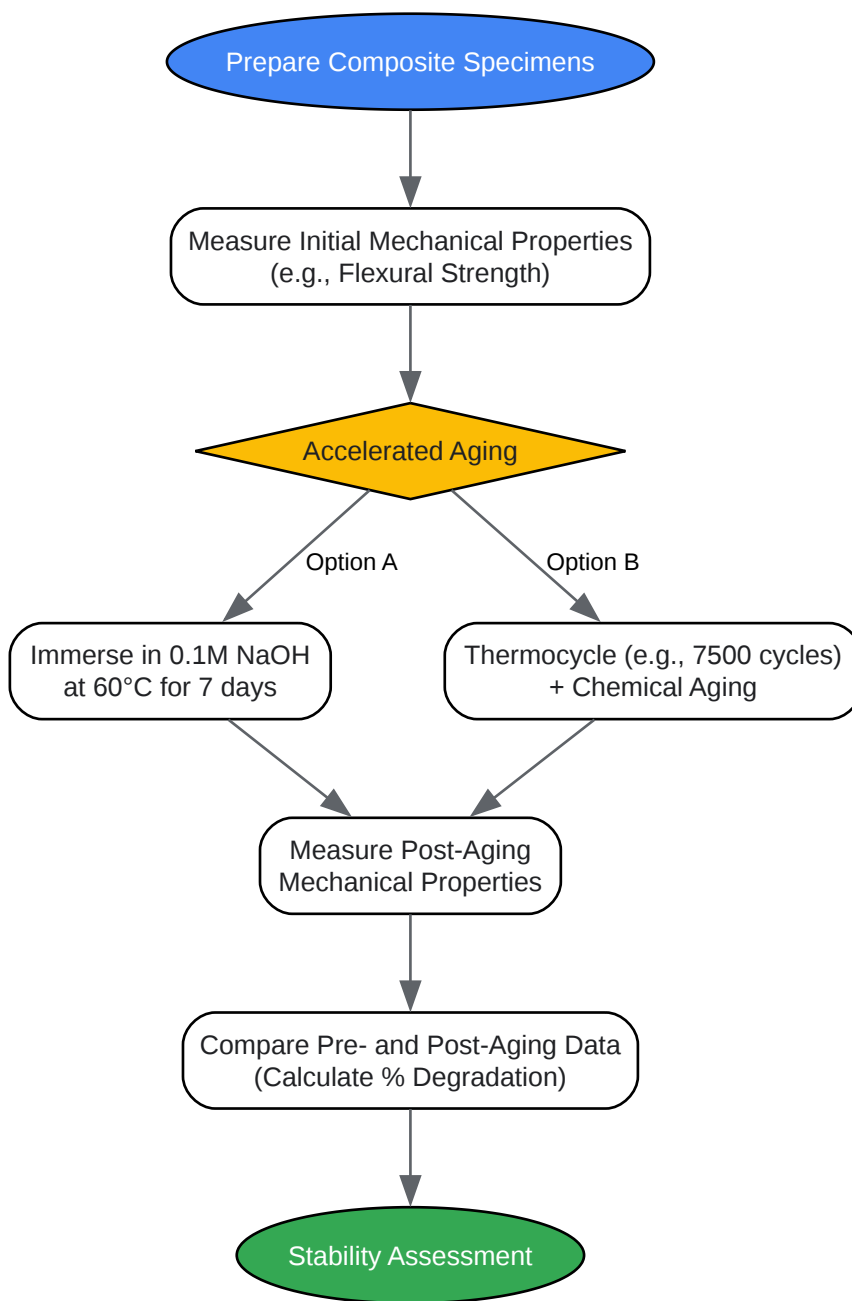 Prepare Composite Specimens
Measure Initial Mechanical Properties
(e.g., Flexural Strength)
Accelerated Aging
Option A
Option B
Immerse in 0.1M NaOH
at 60°C for 7 days
Thermocycle (e.g., 7500 cycles)
+ Chemical Aging
Measure Post-Aging
Mechanical Properties
Compare Pre- and Post-Aging Data
(Calculate % Degradation)
Stability Assessment